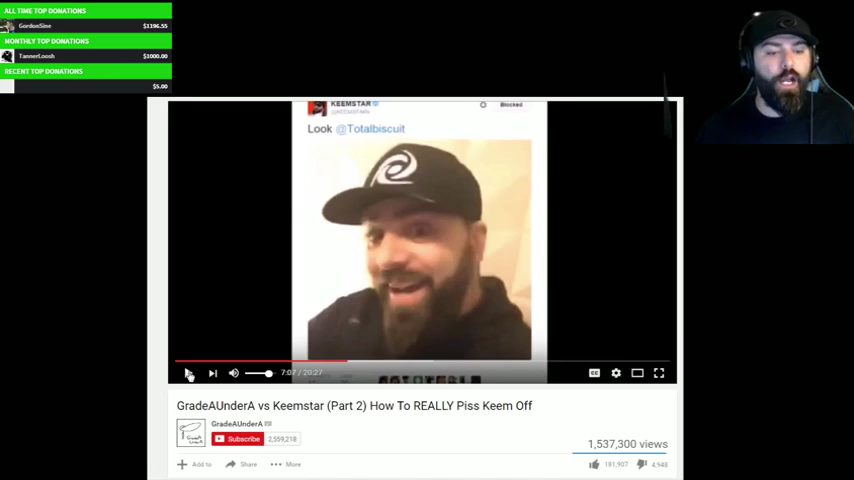 ALL TIME TOP DONATIONS
GordonSine $1196.55
MONTHLY TOP DONATIONS
TannerLoosh $1000.00
RECENT TOP DONATIONS
$5.00
KEEMSTAR
Blocked
Look @Totalbiscuit
7:07 / 20:27
CC
GradeAUnderA vs Keemstar (Part 2) How To REALLY Piss Keem Off
GradeAUnderA
Subscribe 2,559,218
1,537,300 views
Add to Share More
181,907 4,948